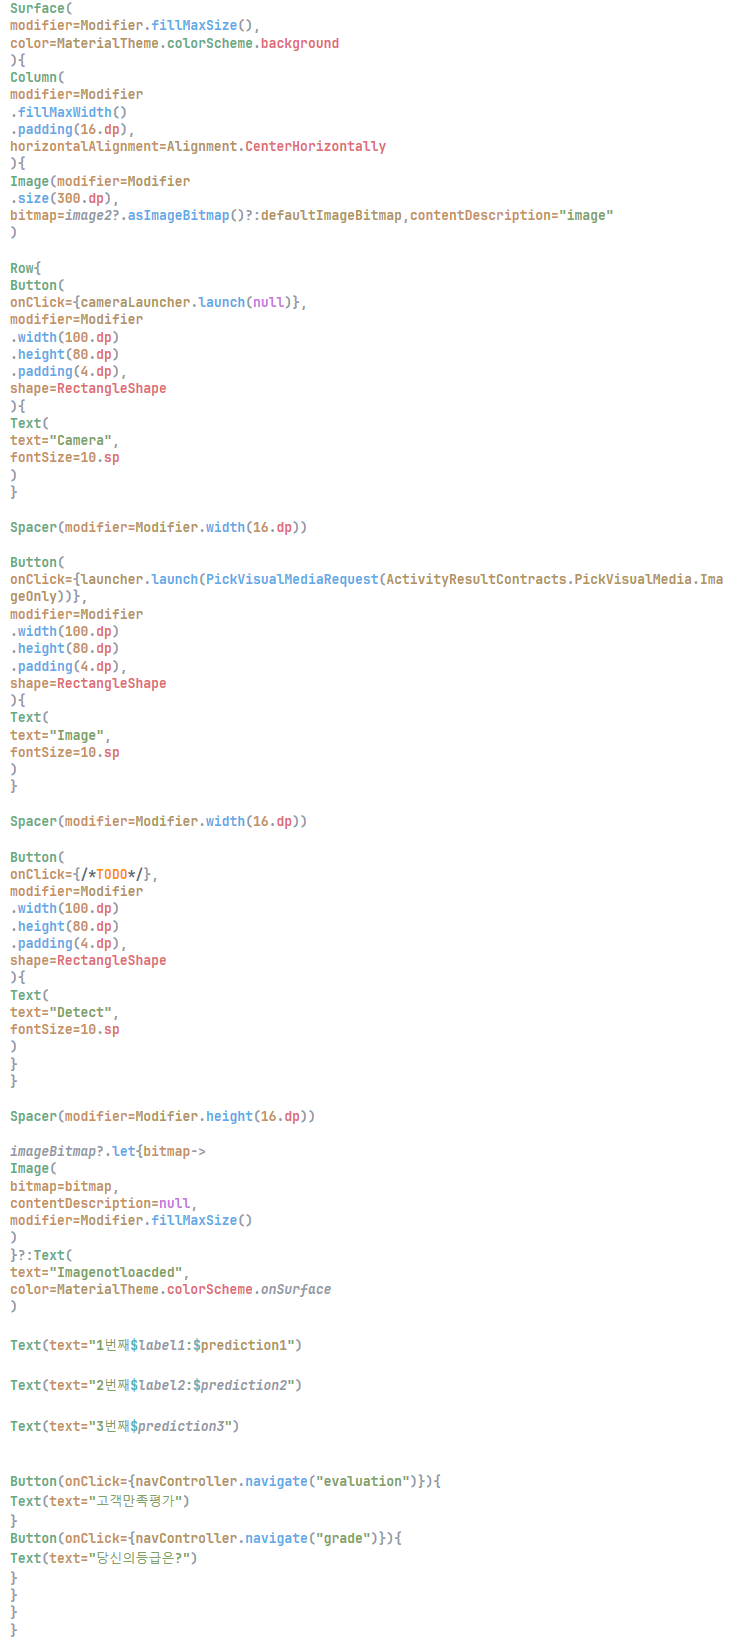 Surface(
modifier=Modifier.fillMaxSize(),
color=MaterialTheme.colorScheme.background
){
Column(
modifier=Modifier
.fillMaxWidth()
.padding(16.dp),
horizontalAlignment=Alignment.CenterHorizontally
){
Image(modifier=Modifier
.size(300.dp),
bitmap=image2?.asImageBitmap()?:defaultImageBitmap,contentDescription="image"
)
Row{
Button(
onClick={cameraLauncher.launch(null)},
modifier=Modifier
.width(100.dp)
.height(80.dp)
.padding(4.dp),
shape=RectangleShape
){
Text(
text="Camera",
fontSize=10.sp
)
}
Spacer(modifier=Modifier.width(16.dp))
Button(
onClick={launcher.launch(PickVisualMediaRequest(ActivityResultContracts.PickVisualMedia.Ima
geOnly))},
modifier=Modifier
.width(100.dp)
.height(80.dp)
.padding(4.dp),
shape=RectangleShape
){
Text(
text="Image",
fontSize=10.sp
)
}
Spacer(modifier=Modifier.width(16.dp))
Button(
onClick={/*TODO*/},
modifier=Modifier
.width(100.dp)
.height(80.dp)
.padding(4.dp),
shape=RectangleShape
){
Text(
text="Detect",
fontSize=10.sp
)
}
}
Spacer(modifier=Modifier.height(16.dp))
imageBitmap?.let{bitmap->
Image(
bitmap=bitmap,
contentDescription=null,
modifier=Modifier.fillMaxSize()
)
}?:Text(
text="Imagenotloacded",
color=MaterialTheme.colorScheme.onSurface
)
Text(text="1번째$label1:$prediction1")
Text(text="2번째$label2:$prediction2")
Text(text="3번째$prediction3")
Button(onClick={navController.navigate("evaluation")}){
Text(text="고객만족평가")
}
Button(onClick={navController.navigate("grade")}){
Text(text="당신의등급은?")
}
}
}
}